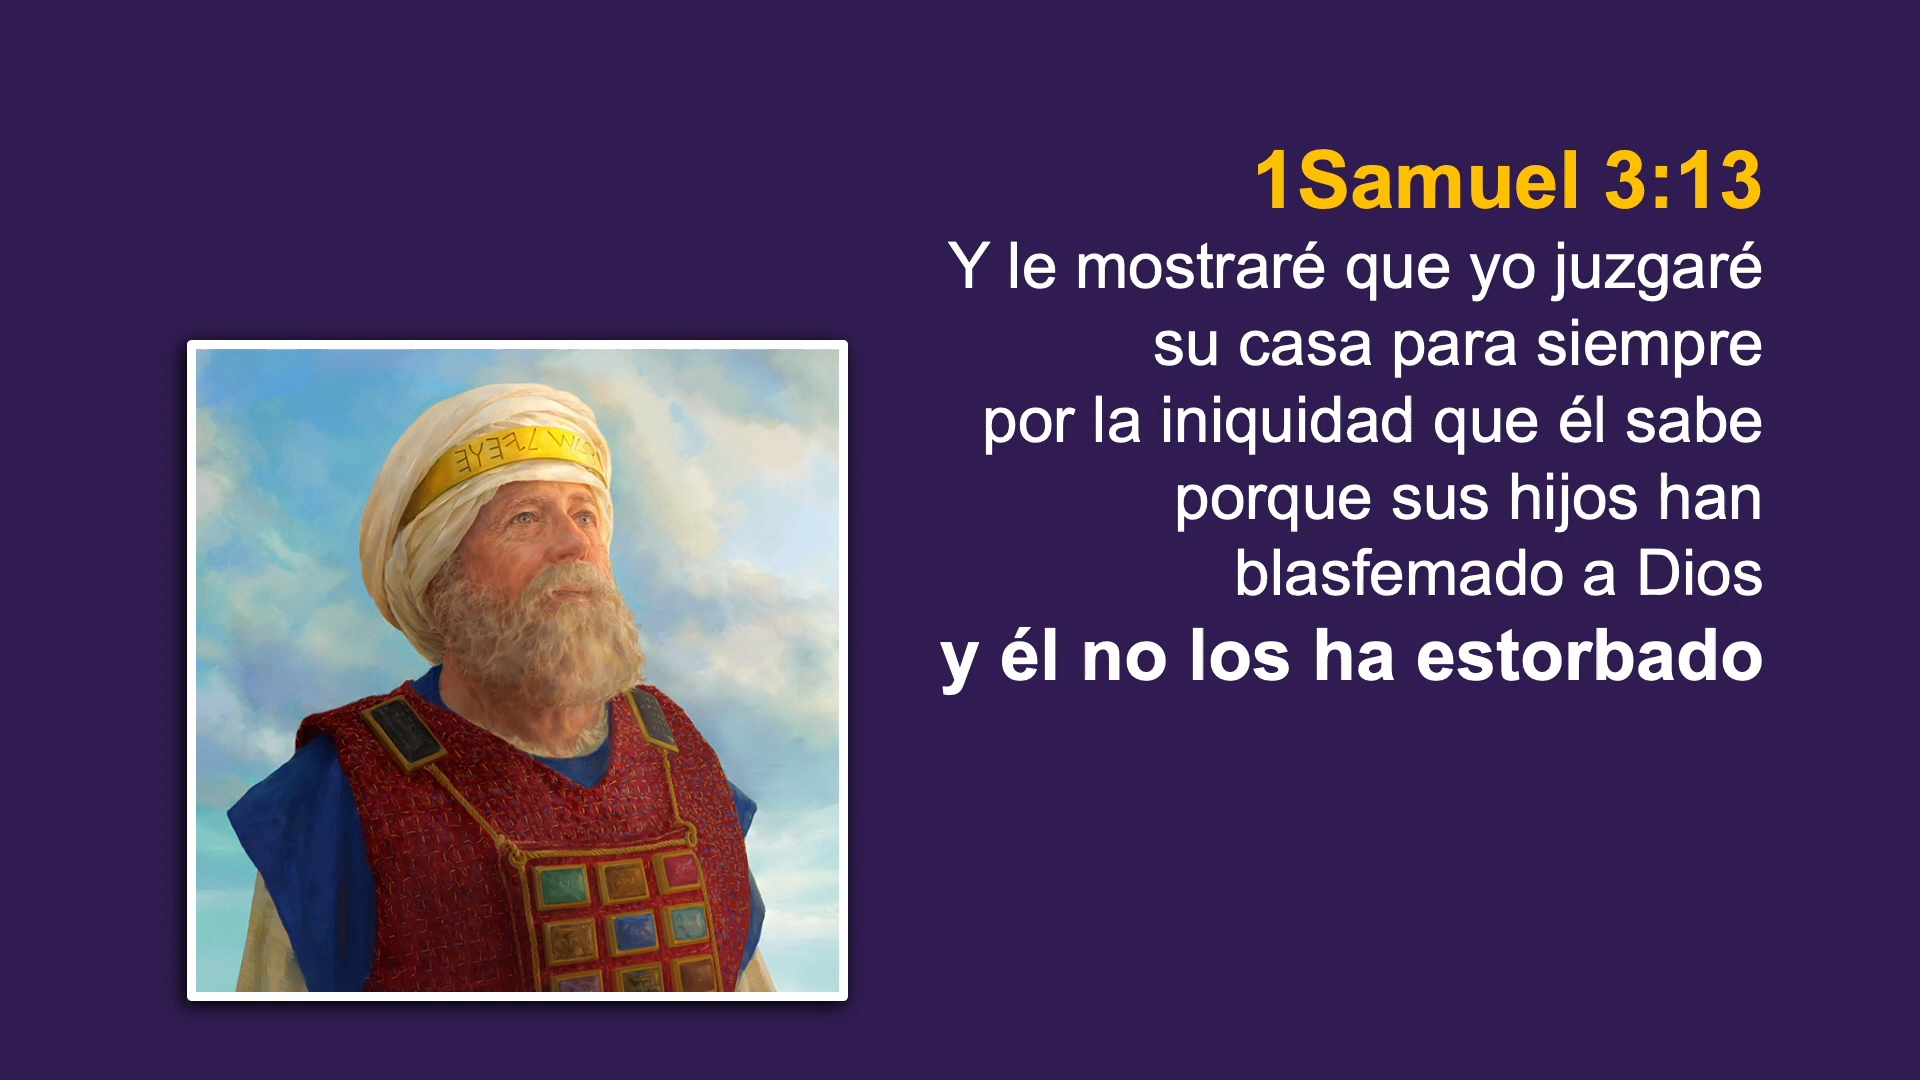 1Samuel 3:13
Y le mostraré que yo juzgaré
su casa para siempre
por la iniquidad que él sabe
porque sus hijos han
blasfemado a Dios
y él no los ha estorbado